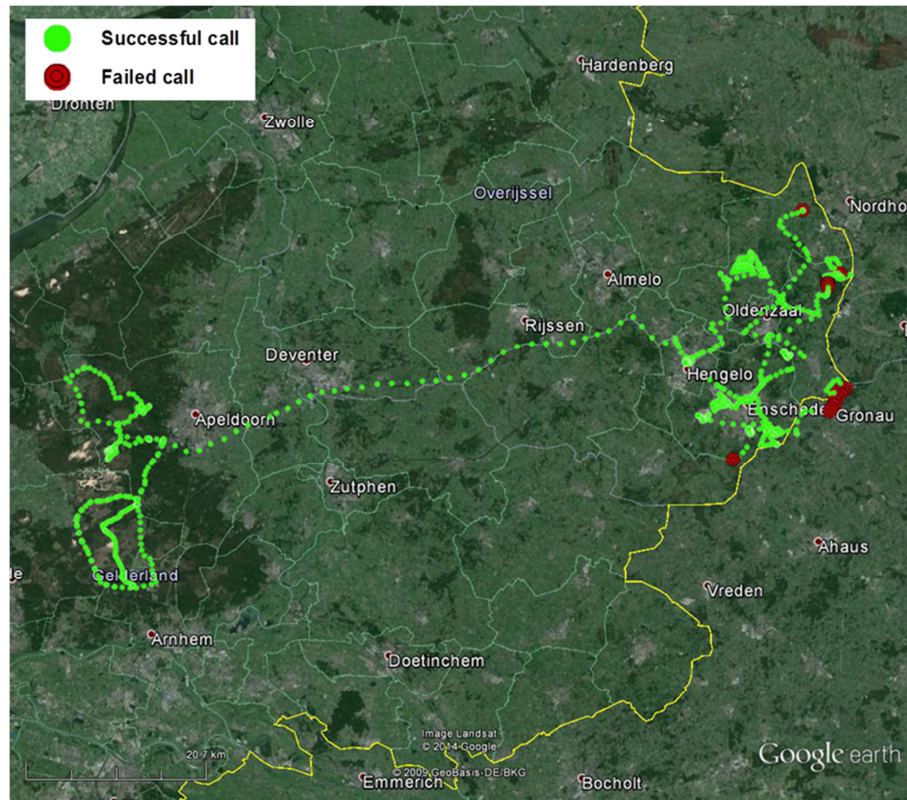 Successful call
Failed call
Dronten
Hardenberg
Zwolle
Overijssel
Nordho
Almelo
Oldenzaal
Rijssen
Deventer
Hengelo
Apeldoorn
Enschede
Gronau
Zutphen
Ahaus
de
Gelderland
Vreden
Arnhem
Doetinchem
Image Landsat
© 2014 Google
20.7 km
Google earth
© 2009 GeoBasis-DE/BKG
Emmerich
Bocholt